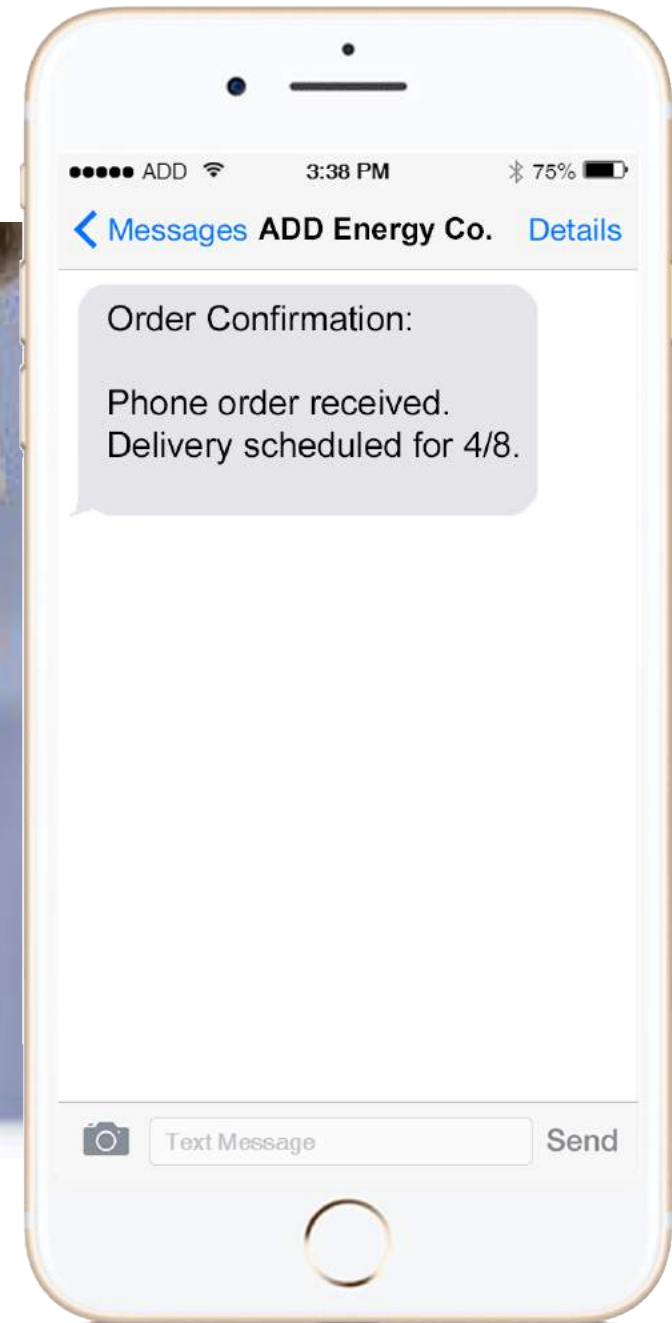 ADD 3:38 PM 75%
Messages ADD Energy Co. Details
Order Confirmation:
Phone order received.
Delivery scheduled for 4/8.
Text Message Send